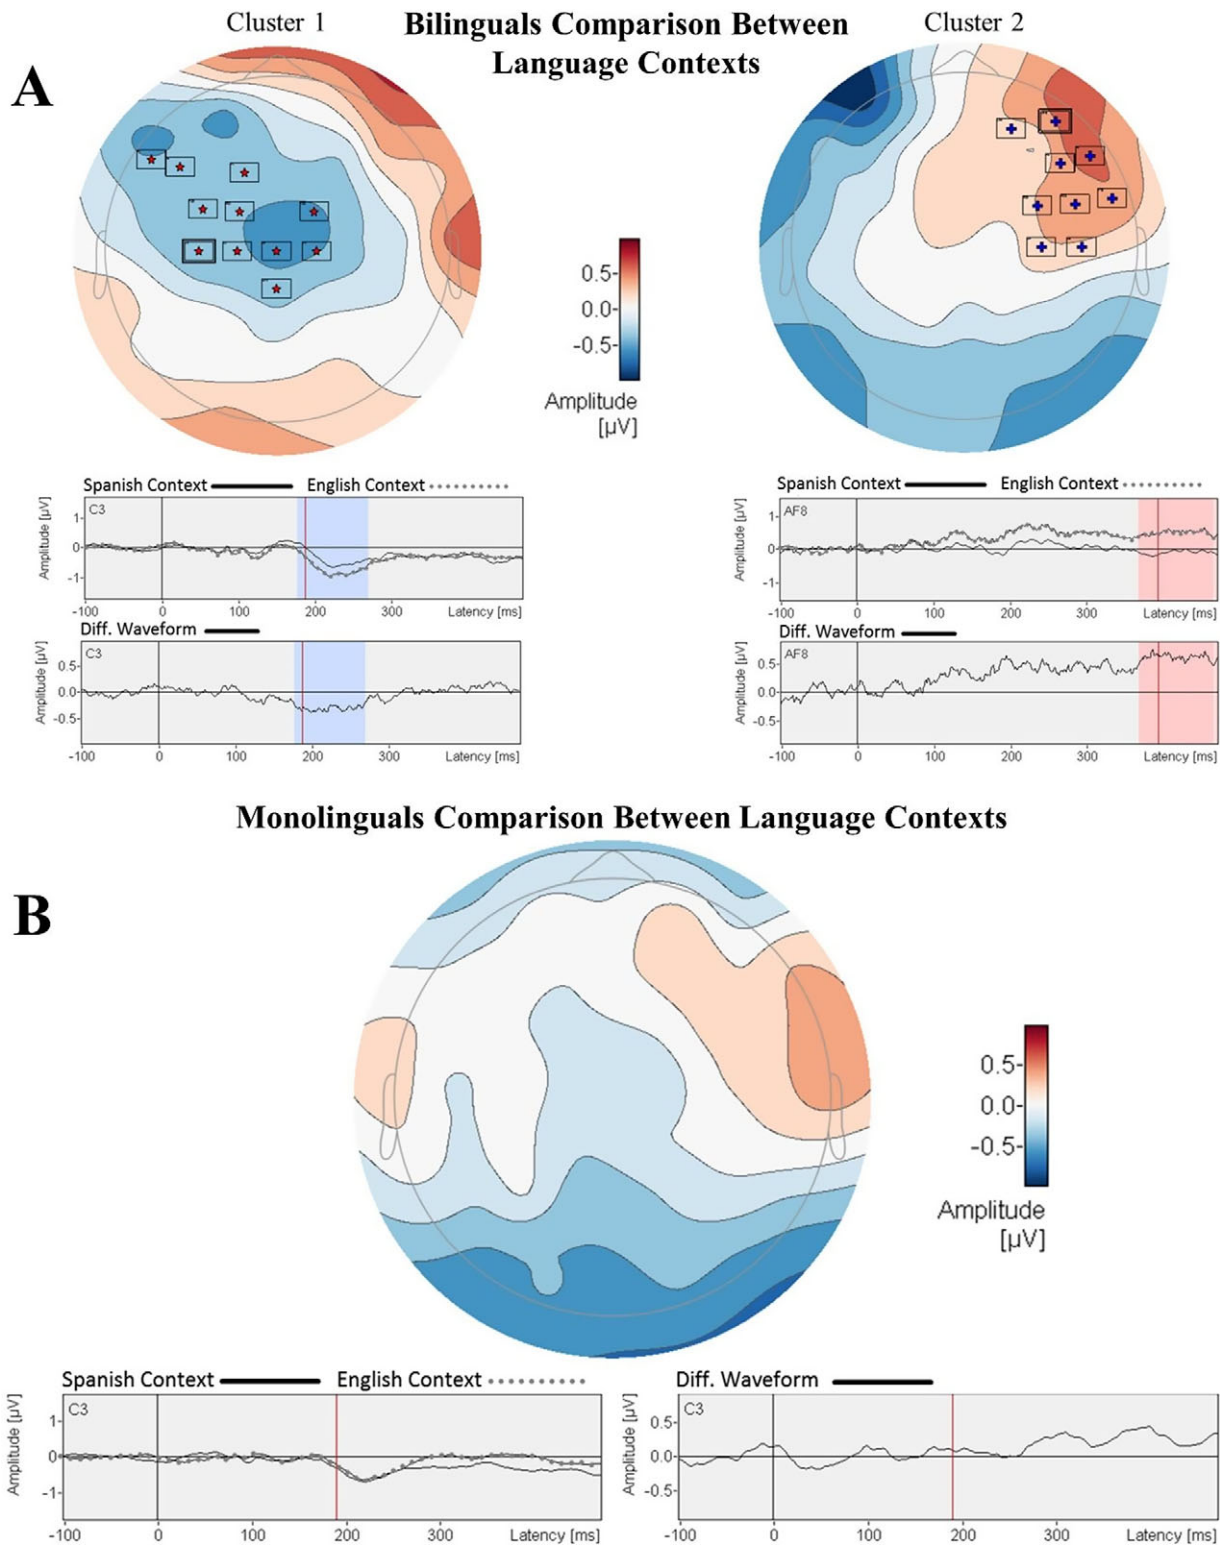 Cluster 1
Bilinguals Comparison Between
Language Contexts
Cluster 2
A
0.5-
0.0-
-0.5-
Amplitude
[µV]
Spanish Context
English Context
Amplitude [µV]
C3
1
0
-1
-100 0 100 200 300 Latency [ms]
Diff. Waveform
Amplitude [µV]
C3
0.5
0.0
-0.5
-100 0 100 200 300 Latency [ms]
Spanish Context
English Context
Amplitude [µV]
AF8
1
0
-1
-100 0 100 200 300 Latency [ms]
Diff. Waveform
Amplitude [µV]
AF8
0.5
0.0
-0.5
-100 0 100 200 300 Latency [ms]
Monolinguals Comparison Between Language Contexts
B
0.5-
0.0-
-0.5-
Amplitude
[µV]
Spanish Context
English Context
Amplitude [µV]
C3
1
0
-1
-100 0 100 200 300 Latency [ms]
Diff. Waveform
Amplitude [µV]
C3
0.5
0.0
-0.5
-100 0 100 200 300 Latency [ms]